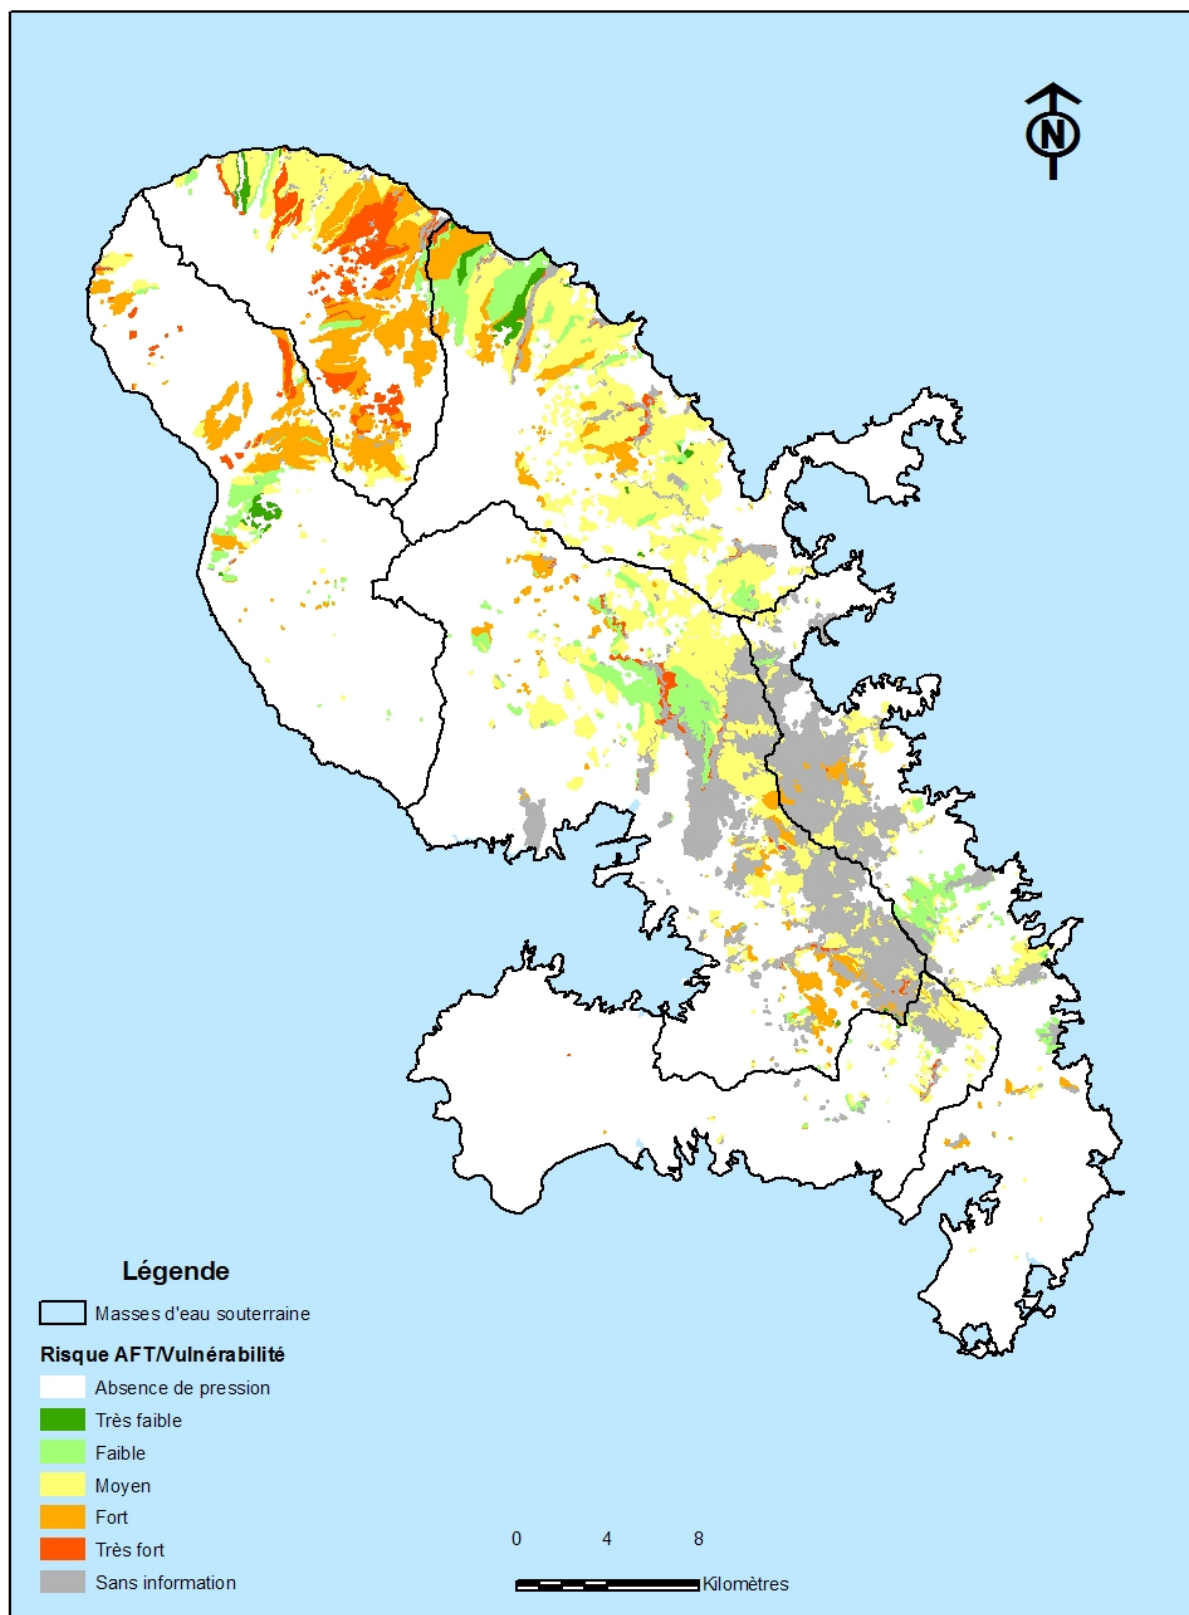 N
Légende
Masses d'eau souterraine
Risque AFT/Vulnérabilité
Absence de pression
Très faible
Faible
Moyen
Fort
Très fort
Sans information
0 4 8
Kilomètres